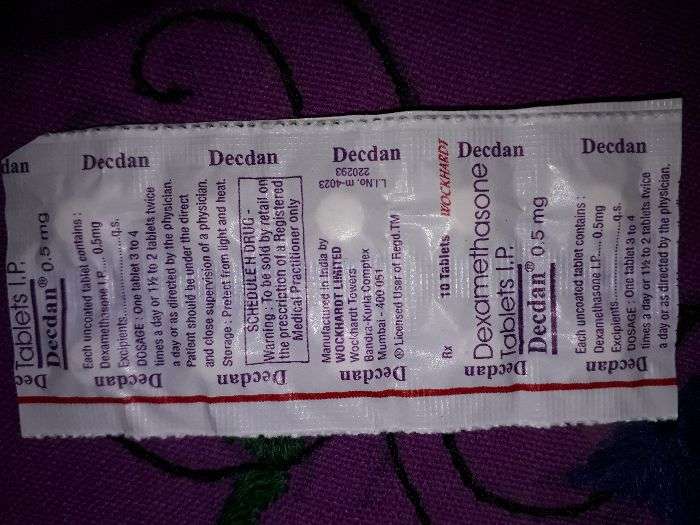 dan Decdan Decdan Decdan Decdan Decdan
Tablets I.P.
Decdan® 0.5 mg
Each uncoated tablet contains :
Dexamethasone I.P.... 0.5mg
Excipients..............q.s.
DOSAGE : One tablet 3 to 4
times a day or 1½ to 2 tablets twice
a day or as directed by the physician.
Patient should be under the direct
and close supervision of a physician.
Storage : Protect from light and heat.
SCHEDULE H DRUG -
Warning : To be sold by retail on
the prescription of a Registered
Medical Practitioner only
L.I.No. m-4023
220293
Manufactured in India by
WOCKHARDT LIMITED
Wockhardt Towers
Bandra-Kurla Complex
Mumbai - 400 051
® Licensed User of Regd.TM
Rx 10 Tablets WOCKHARDT
Dexamethasone
Tablets I.P.
Decdan® 0.5 mg
Each uncoated tablet contains :
Dexamethasone I.P.... 0.5mg
Excipients..............q.s.
DOSAGE : One tablet 3 to 4
times a day or 1½ to 2 tablets twice
a day or as directed by the physician.
Decdan Decdan Decdan Decdan Decdan Dec